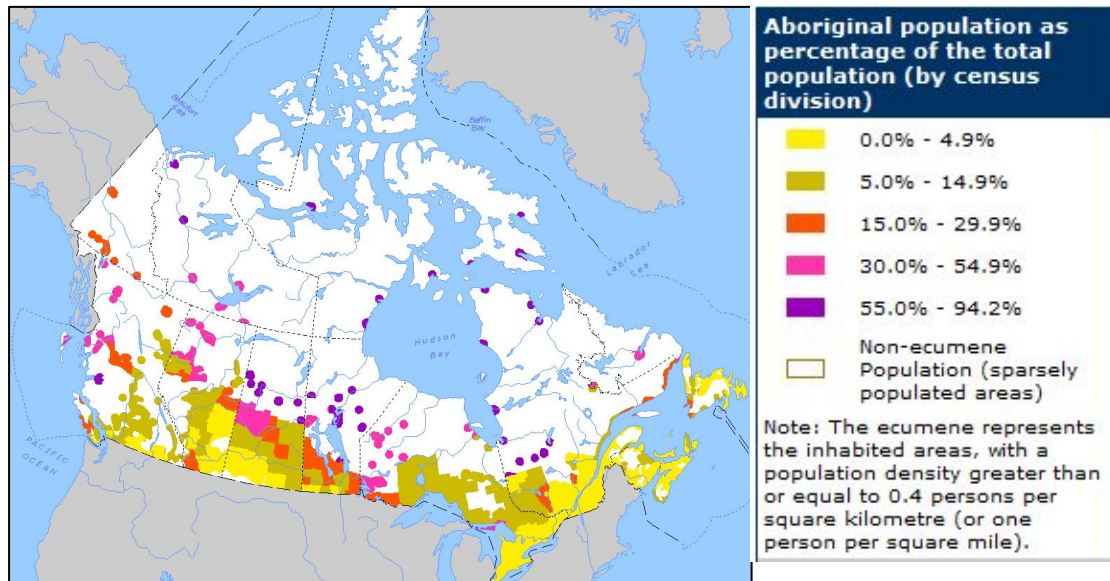 Beaufort
Sea
Baffin
Bay
Labrador
Sea
Hudson
Bay
PACIFIC
OCEAN
Aboriginal population as
percentage of the total
population (by census
division)
0.0% - 4.9%
5.0% - 14.9%
15.0% - 29.9%
30.0% - 54.9%
55.0% - 94.2%
Non-ecumene
Population (sparsely
populated areas)
Note: The ecumene represents
the inhabited areas, with a
population density greater than
or equal to 0.4 persons per
square kilometre (or one
person per square mile).